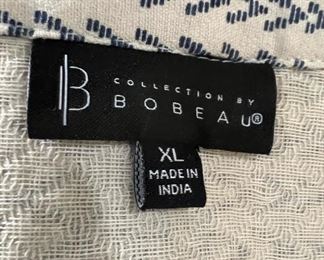 B
COLLECTION BY
BOBEAU®
XL
MADE IN
INDIA